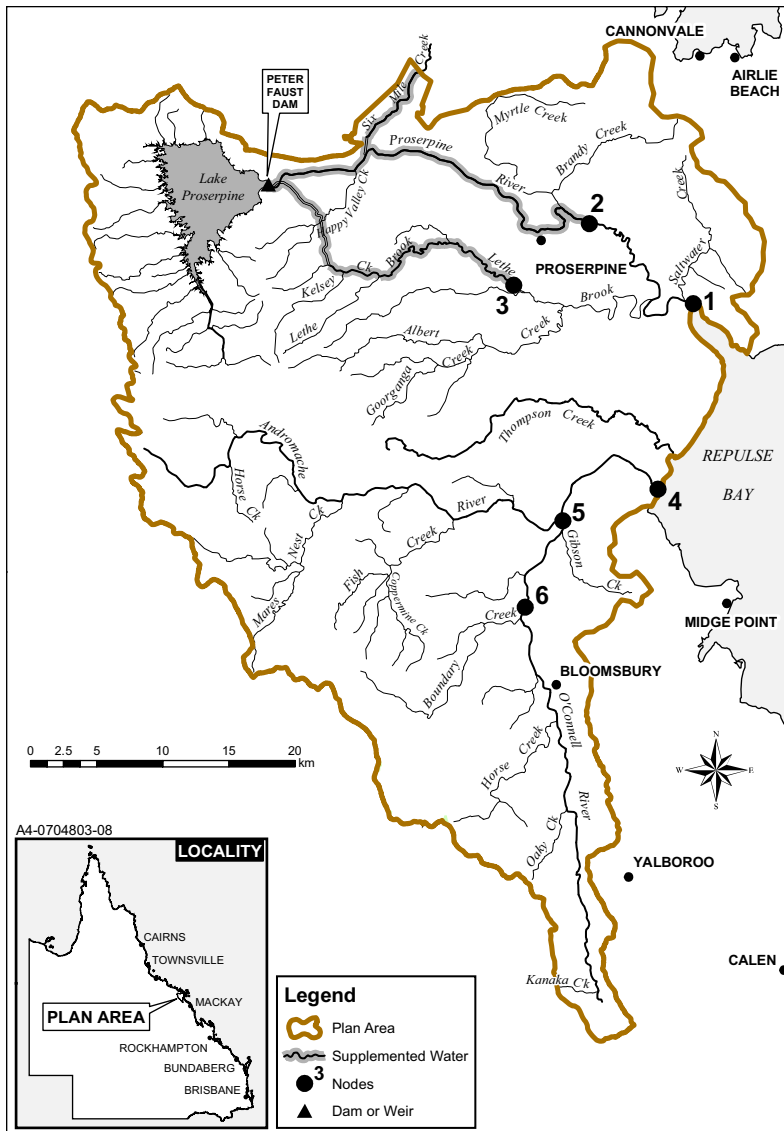 CANNONVALE
AIRLIE
BEACH
PETER
FAUST
DAM
Six Mile Creek
Myrtle Creek
Proserpine River
Brandy Creek
Lake
Proserpine
Happy Valley Ck
Saltwater Creek
2
PROSERPINE
Kelsey Ck
Brook
Lethe
3
1
Lethe Brook
Albert Creek
Goorganga Creek
Thompson Creek
REPULSE
BAY
Andromache River
Horse Ck
4
5
Nest Ck
Mares
Fish Creek
Coppermine Ck
Gibson Ck
6
MIDGE POINT
Boundary Creek
BLOOMSBURY
O'Connell River
Horse Creek
N
W E
S
0 2.5 5 10 15 20
km
Oaky Ck
YALBOROO
A4-0704803-08
LOCALITY
CAIRNS
TOWNSVILLE
MACKAY
PLAN AREA
ROCKHAMPTON
BUNDABERG
BRISBANE
CALEN
Kanaka Ck
Legend
Plan Area
Supplemented Water
3 Nodes
Dam or Weir